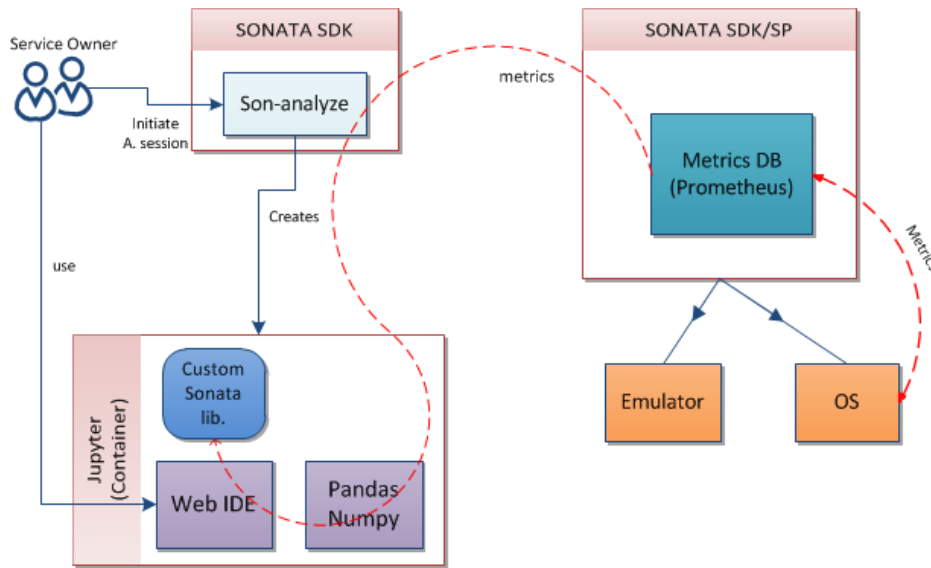 Service Owner
SONATA SDK
Son-analyze
Initiate
A. session
Creates
use
Jupyter
(Container)
Custom
Sonata
lib.
Web IDE
Pandas
Numpy
metrics
SONATA SDK/SP
Metrics DB
(Prometheus)
Metrics
Emulator
OS